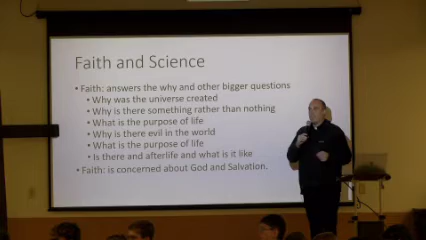 Faith and Science
• Faith: answers the why and other bigger questions
• Why was the universe created
• Why is there something rather than nothing
• What is the purpose of life
• Why is there evil in the world
• What is the purpose of life
• Is there and afterlife and what is it like
• Faith: is concerned about God and Salvation.